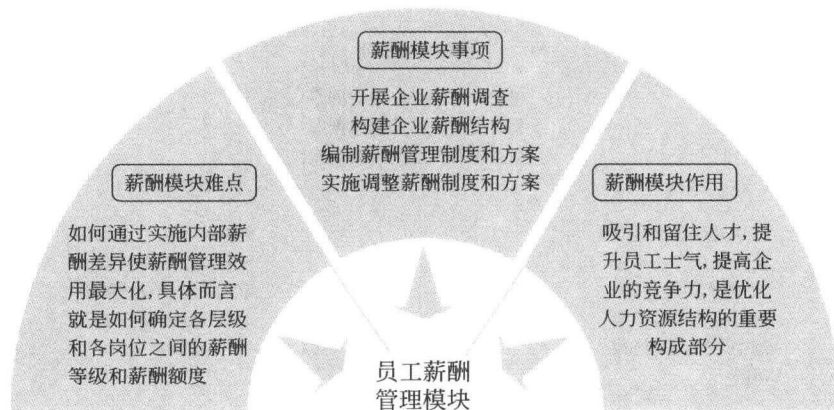 薪酬模块事项
开展企业薪酬调查
构建企业薪酬结构
编制薪酬管理制度和方案
实施调整薪酬制度和方案
薪酬模块难点
如何通过实施内部薪
酬差异使薪酬管理效
用最大化,具体而言
就是如何确定各层级
和各岗位之间的薪酬
等级和薪酬额度
薪酬模块作用
吸引和留住人才,提
升员工士气,提高企
业的竞争力,是优化
人力资源结构的重要
构成部分
员工薪酬
管理模块